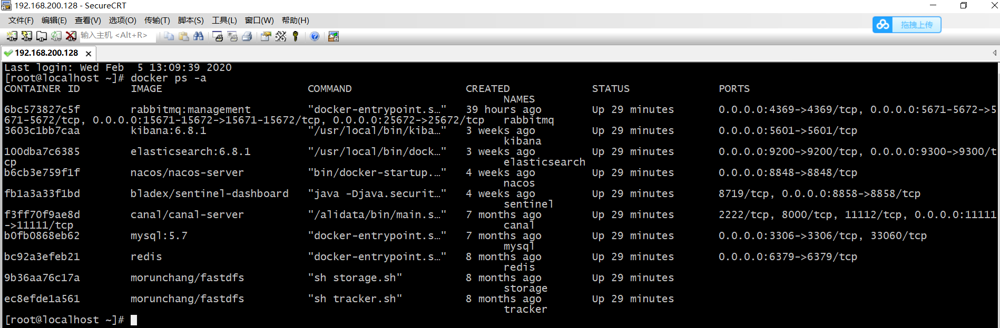 192.168.200.128 - SecureCRT
文件(F) 编辑(E) 查看(V) 选项(O) 传输(T) 脚本(S) 工具(L) 窗口(W) 帮助(H)
拖拽上传
输入主机 <Alt+R>
192.168.200.128
Last login: Wed Feb  5 13:09:39 2020
[root@localhost ~]# docker ps -a
CONTAINER ID        IMAGE                       COMMAND                  CREATED             STATUS              PORTS
NAMES
6bc573827c5f        rabbitmq:management         "docker-entrypoint.s…"   39 hours ago        Up 29 minutes       0.0.0.0:4369->4369/tcp, 0.0.0.0:5671-5672->5
671-5672/tcp, 0.0.0.0:15671-15672->15671-15672/tcp, 0.0.0.0:25672->25672/tcp   rabbitmq
3603c1bb7caa        kibana:6.8.1                "/usr/local/bin/kiba…"   3 weeks ago         Up 29 minutes       0.0.0.0:5601->5601/tcp
kibana
100dba7c6385        elasticsearch:6.8.1         "/usr/local/bin/dock…"   3 weeks ago         Up 29 minutes       0.0.0.0:9200->9200/tcp, 0.0.0.0:9300->9300/t
cp                                                                             elasticsearch
b6cb3e759f1f        nacos/nacos-server          "bin/docker-startup.…"   4 weeks ago         Up 29 minutes       0.0.0.0:8848->8848/tcp
nacos
fb1a3a33f1bd        bladex/sentinel-dashboard   "java -Djava.securit…"   4 weeks ago         Up 29 minutes       8719/tcp, 0.0.0.0:8858->8858/tcp
sentinel
f3ff70f9ae8d        canal/canal-server          "/alidata/bin/main.s…"   7 months ago        Up 29 minutes       2222/tcp, 8000/tcp, 11112/tcp, 0.0.0.0:11111
->11111/tcp                                                                    canal
b0fb0868eb62        mysql:5.7                   "docker-entrypoint.s…"   7 months ago        Up 29 minutes       0.0.0.0:3306->3306/tcp, 33060/tcp
mysql
bc92a3efeb21        redis                       "docker-entrypoint.s…"   8 months ago        Up 29 minutes       0.0.0.0:6379->6379/tcp
redis
9b36aa76c17a        morunchang/fastdfs          "sh storage.sh"          8 months ago        Up 29 minutes
storage
ec8efde1a561        morunchang/fastdfs          "sh tracker.sh"          8 months ago        Up 29 minutes
tracker
[root@localhost ~]#